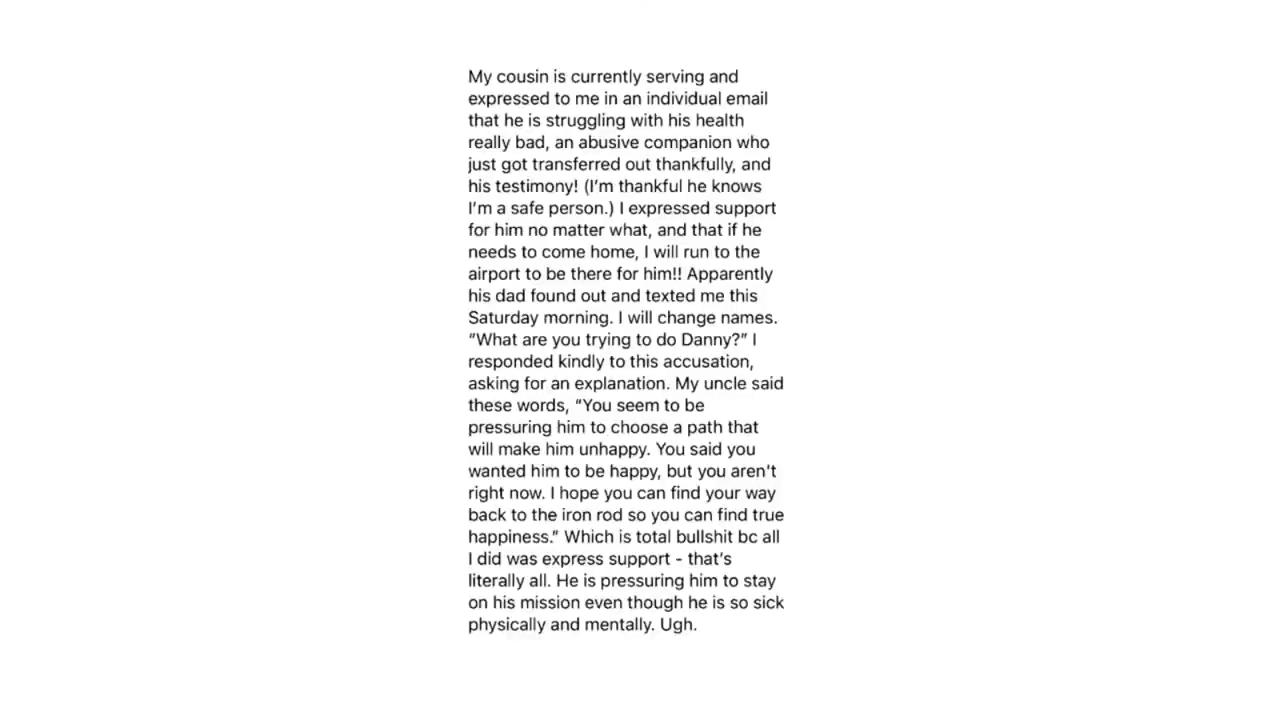 My cousin is currently serving and
expressed to me in an individual email
that he is struggling with his health
really bad, an abusive companion who
just got transferred out thankfully, and
his testimony! (I’m thankful he knows
I’m a safe person.) I expressed support
for him no matter what, and that if he
needs to come home, I will run to the
airport to be there for him!! Apparently
his dad found out and texted me this
Saturday morning. I will change names.
“What are you trying to do Danny?” I
responded kindly to this accusation,
asking for an explanation. My uncle said
these words, “You seem to be
pressuring him to choose a path that
will make him unhappy. You said you
wanted him to be happy, but you aren’t
right now. I hope you can find your way
back to the iron rod so you can find true
happiness.” Which is total bullshit bc all
I did was express support - that’s
literally all. He is pressuring him to stay
on his mission even though he is so sick
physically and mentally. Ugh.